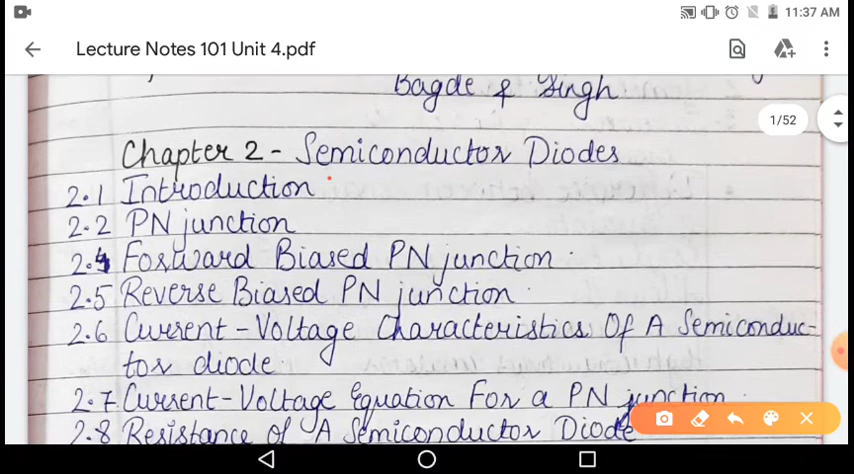 11:37 AM
Lecture Notes 101 Unit 4.pdf
Bagde & Singh
1/52
Chapter 2 - Semiconductor Diodes
2.1 Introduction
2.2 PN junction
2.4 Forward Biased PN junction
2.5 Reverse Biased PN junction
2.6 Current-Voltage Characteristics Of A Semiconduc-
tor diode
2.7 Current-Voltage Equation For a PN junction
2.8 Resistance of A Semiconductor Diode